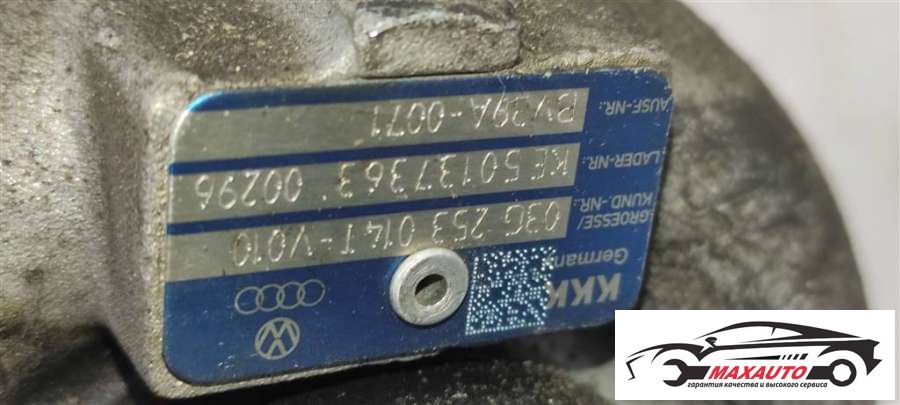 KKK
Germany
GROESSE/
KUND.-NR.: 03G 253 014T-V010
LADER-NR.: KE 50137363 00296
AUSF-NR.: BV39A-0071
MAXAUTO
гарантия качества и высокого сервиса